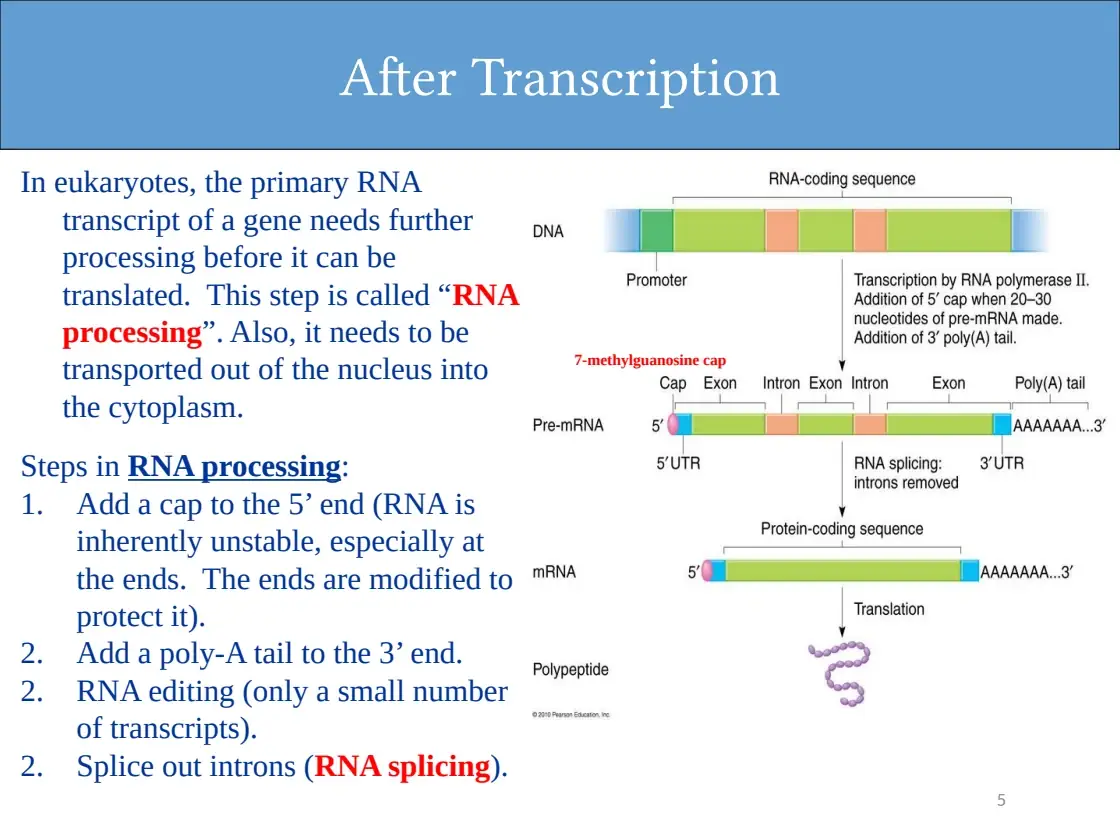 After Transcription
In eukaryotes, the primary RNA
transcript of a gene needs further
processing before it can be
translated.  This step is called “RNA
processing”. Also, it needs to be
transported out of the nucleus into
the cytoplasm.
Steps in RNA processing:
1. Add a cap to the 5’ end (RNA is
inherently unstable, especially at
the ends.  The ends are modified to
protect it).
2. Add a poly-A tail to the 3’ end.
2. RNA editing (only a small number
of transcripts).
2. Splice out introns (RNA splicing).
RNA-coding sequence
DNA
Promoter
Transcription by RNA polymerase II.
Addition of 5′ cap when 20–30
nucleotides of pre-mRNA made.
Addition of 3′ poly(A) tail.
7-methylguanosine cap
Cap Exon Intron Exon Intron Exon Poly(A) tail
Pre-mRNA 5′ AAAAAAA...3′
5′ UTR RNA splicing: 3′ UTR
introns removed
Protein-coding sequence
mRNA 5′ AAAAAAA...3′
Translation
Polypeptide
© 2010 Pearson Education, Inc.
5